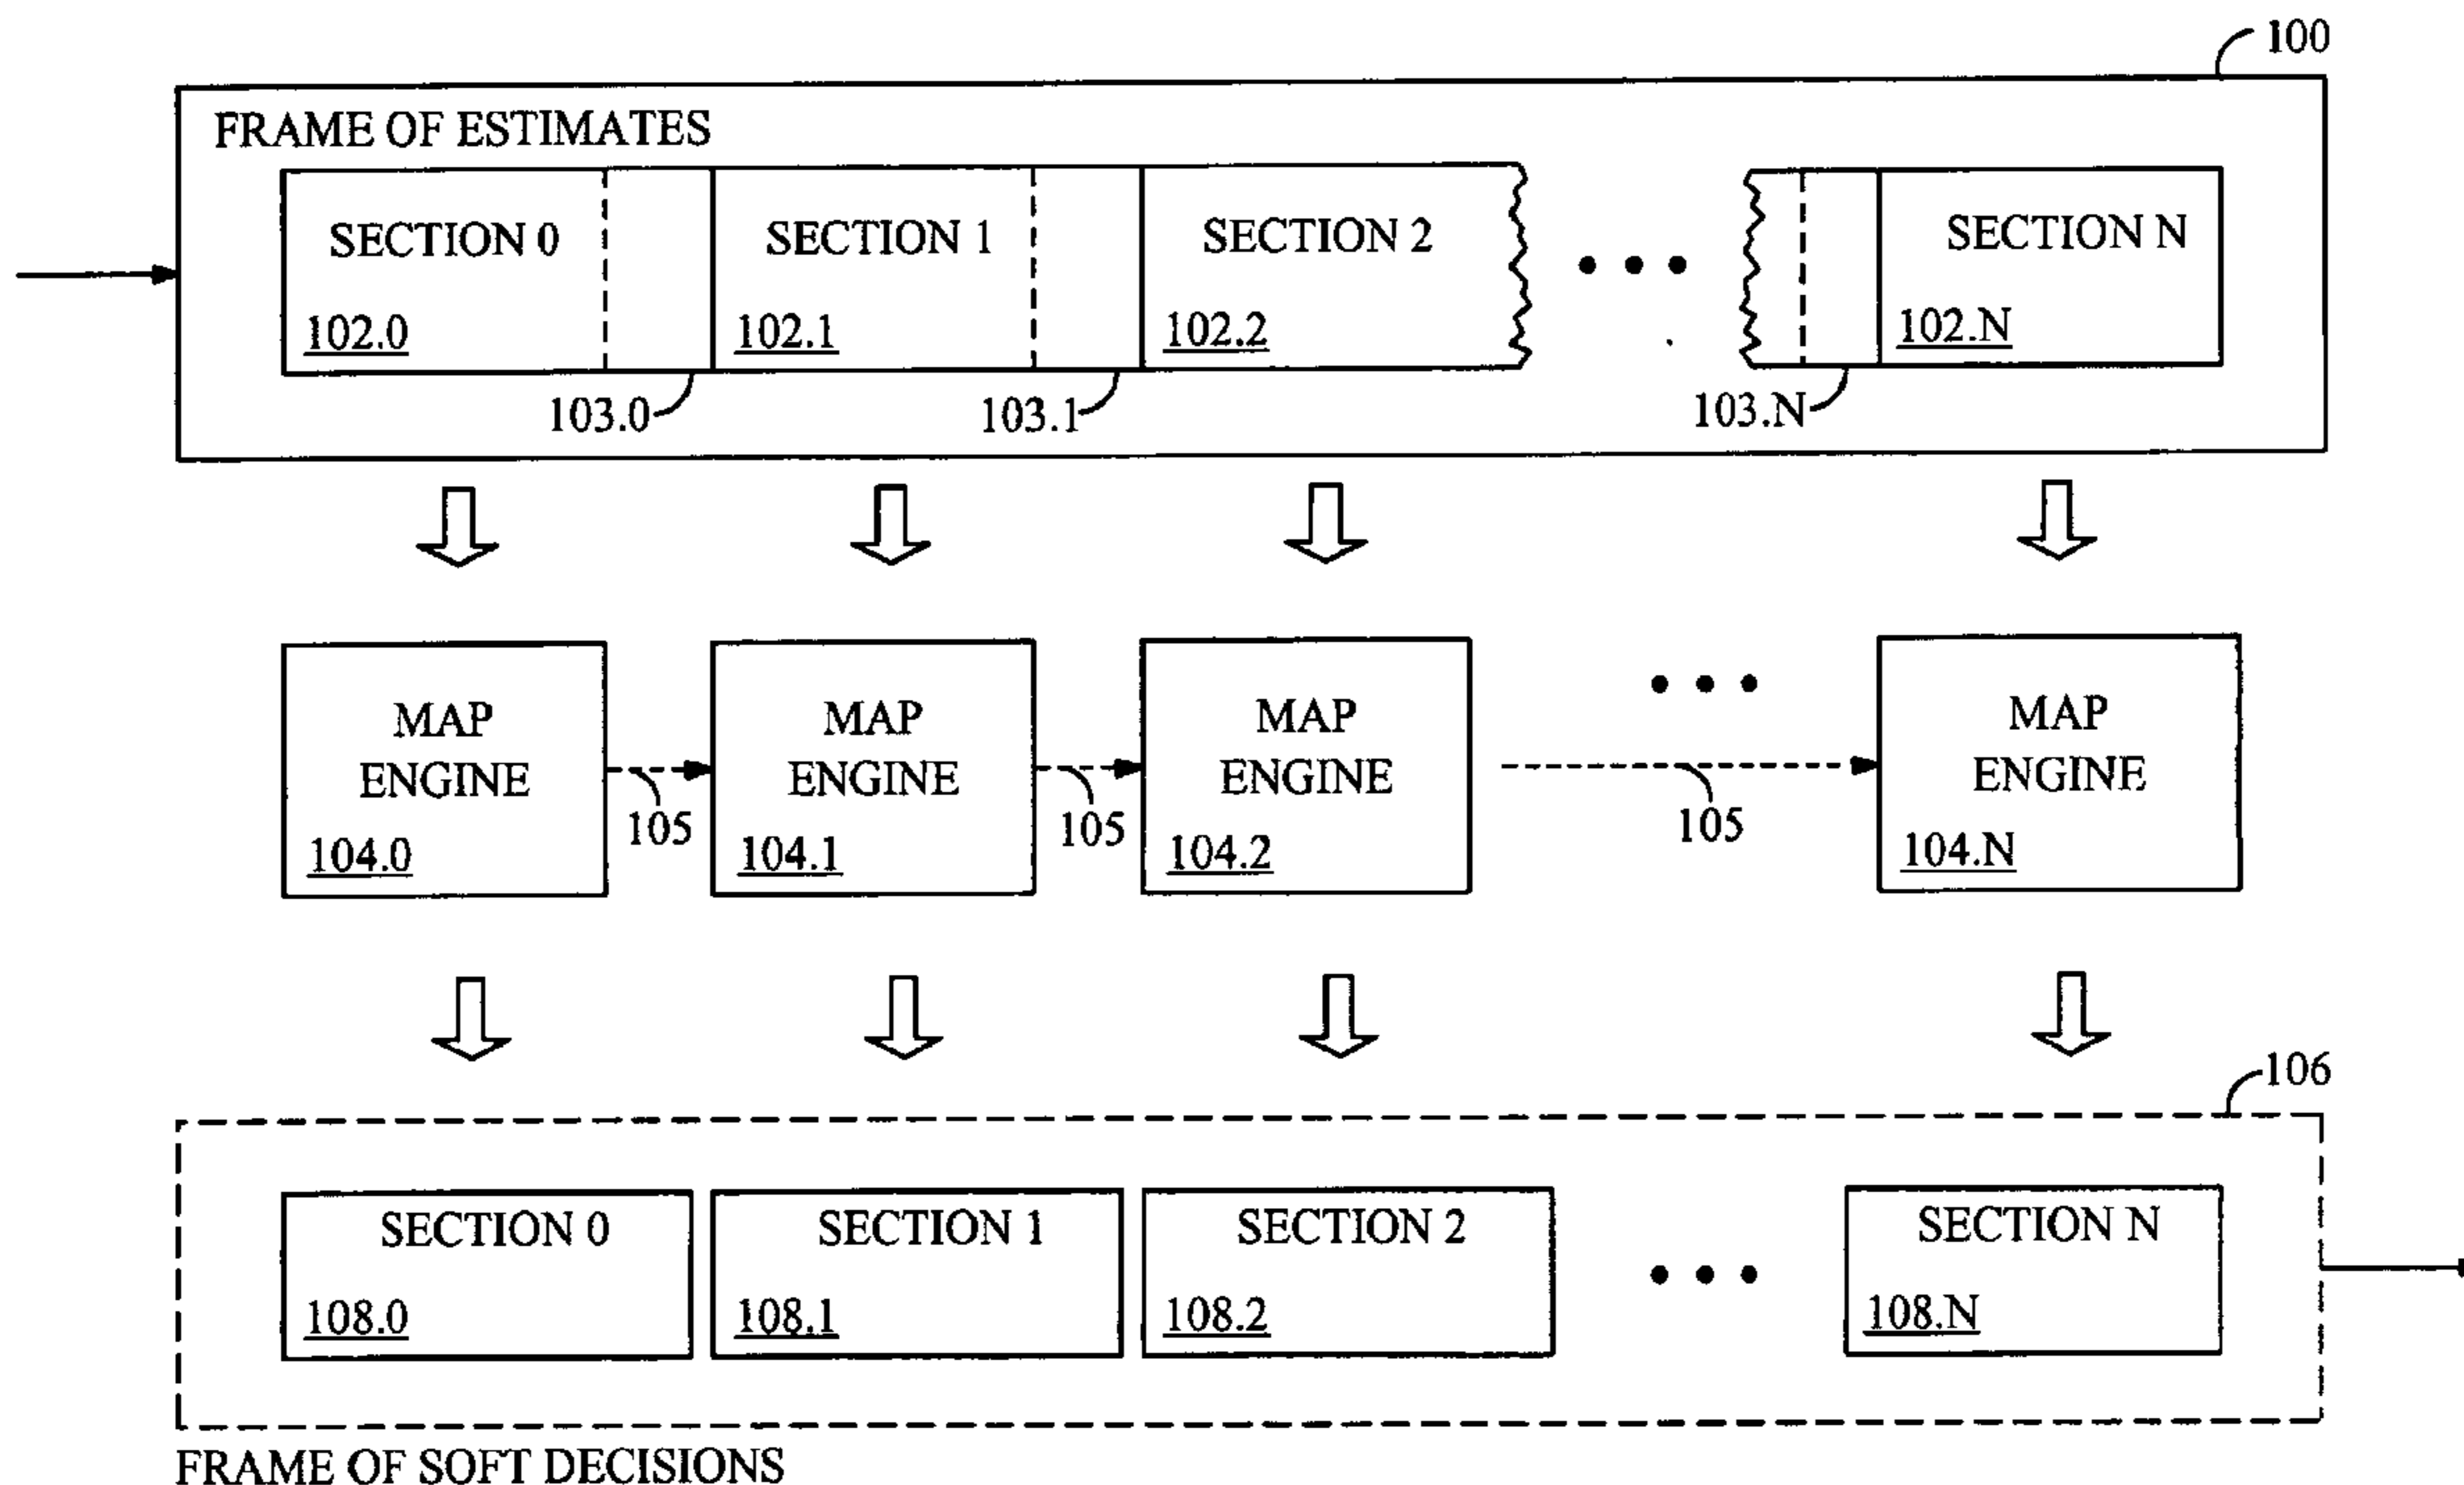 100
FRAME OF ESTIMATES
SECTION 0
SECTION 1
SECTION 2
SECTION N
102.0
102.1
102.2
102.N
103.0
103.1
103.N
MAP
ENGINE
104.0
MAP
ENGINE
104.1
MAP
ENGINE
104.2
MAP
ENGINE
104.N
105
105
105
106
SECTION 0
SECTION 1
SECTION 2
SECTION N
108.0
108.1
108.2
108.N
FRAME OF SOFT DECISIONS